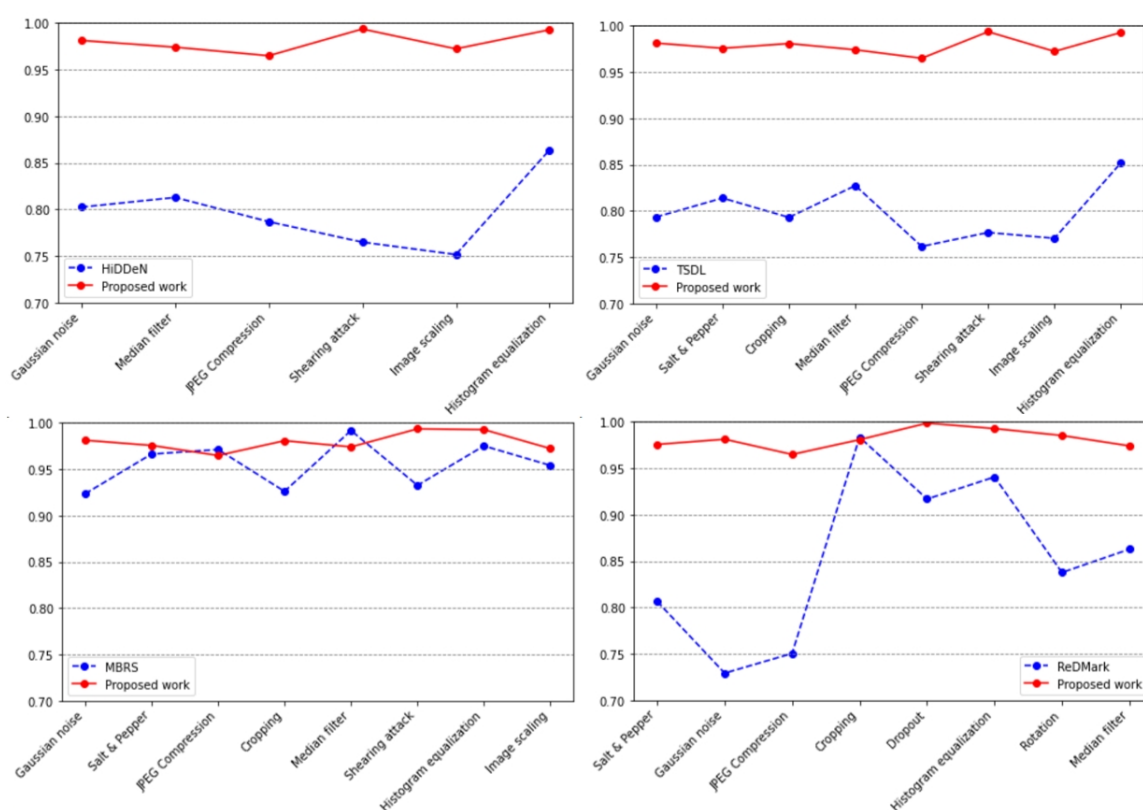 1.00
0.95
0.90
0.85
0.80
0.75
0.70
HiDDeN
Proposed work
Gaussian noise
Median filter
JPEG Compression
Shearing attack
Image scaling
Histogram equalization
1.00
0.95
0.90
0.85
0.80
0.75
0.70
TSDL
Proposed work
Gaussian noise
Salt & Pepper
Cropping
Median filter
JPEG Compression
Shearing attack
Image scaling
Histogram equalization
1.00
0.95
0.90
0.85
0.80
0.75
0.70
MBRS
Proposed work
Gaussian noise
Salt & Pepper
JPEG Compression
Cropping
Median filter
Shearing attack
Histogram equalization
Image scaling
1.00
0.95
0.90
0.85
0.80
0.75
0.70
ReDMark
Proposed work
Salt & Pepper
Gaussian noise
JPEG Compression
Cropping
Dropout
Histogram equalization
Rotation
Median filter